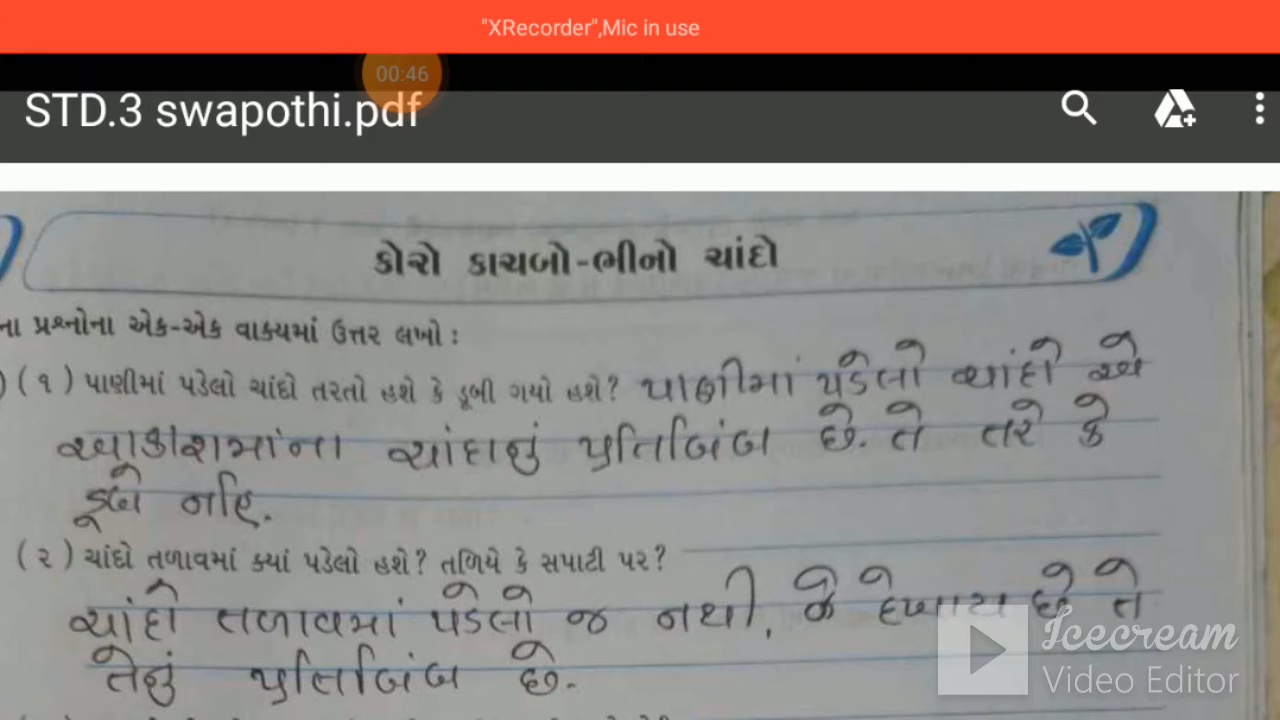 "XRecorder",Mic in use
00:46
STD.3 swapothi.pdf
કોરો કાચબો-ભીનો ચાંદો
ના પ્રશ્નોના એક-એક વાક્યમાં ઉત્તર લખો :
(૧) પાણીમાં પડેલો ચાંદો તરતો હશે કે ડૂબી ગયો હશે? પાણીમાં પડેલો ચાંદો એ
આકાશમાંના ચાંદાનું પ્રતિબિંબ છે. તે તરે કે
ડૂબે નહિ.
(૨) ચાંદો તળાવમાં ક્યાં પડેલો હશે? તળિયે કે સપાટી પર?
ચાંદો તળાવમાં પડેલો જ નથી, જે દેખાય છે તે
તેનું પ્રતિબિંબ છે.
Icecream
Video Editor